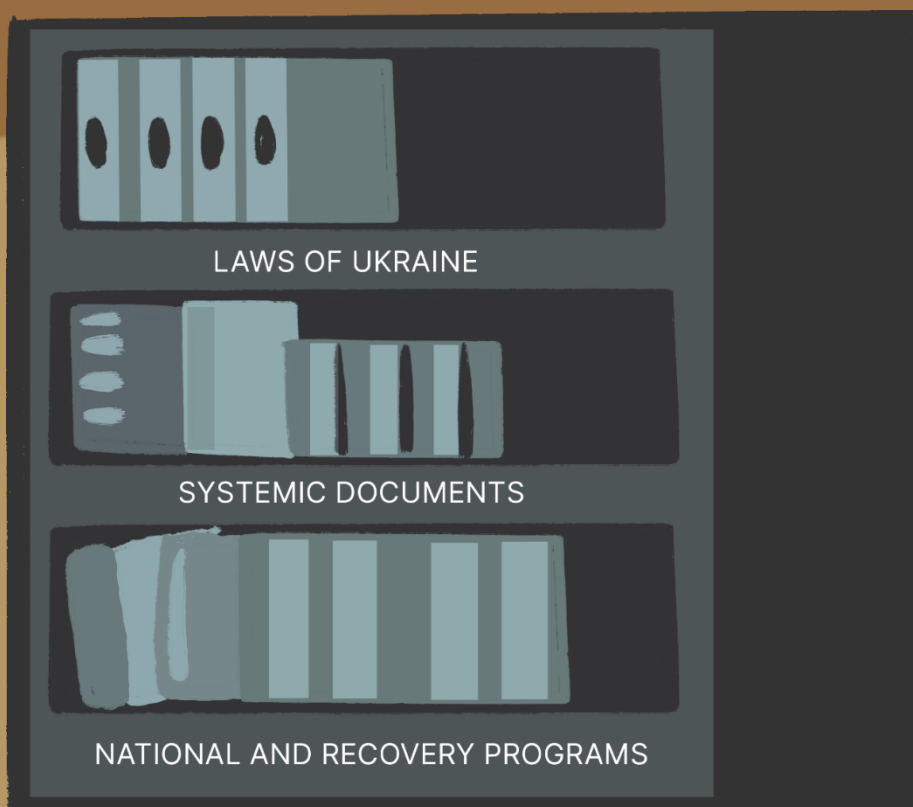 LAWS OF UKRAINE
SYSTEMIC DOCUMENTS
NATIONAL AND RECOVERY PROGRAMS